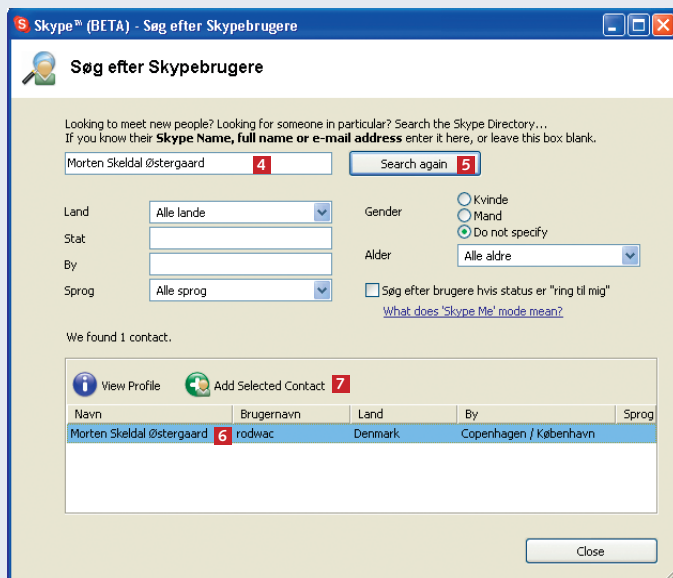 Skype™ (BETA) - Søg efter Skypebrugere
Søg efter Skypebrugere
Looking to meet new people? Looking for someone in particular? Search the Skype Directory...
If you know their Skype Name, full name or e-mail address enter it here, or leave this box blank.
Morten Skeldal Østergaard 4 Search again 5
Land Alle lande Gender Kvinde
Mand
Stat Do not specify
By Alder Alle aldre
Sprog Alle sprog Søg efter brugere hvis status er "ring til mig"
What does 'Skype Me' mode mean?
We found 1 contact.
View Profile Add Selected Contact 7
Navn Brugernavn Land By Sprog
Morten Skeldal Østergaard 6 rodwac Denmark Copenhagen / København
Close